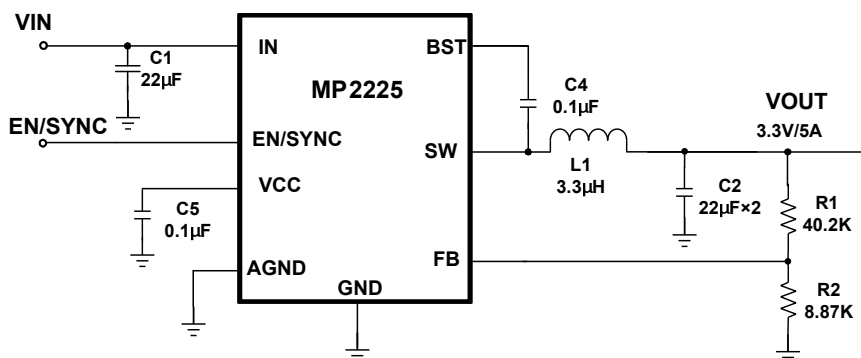 VIN
C1
22µF
IN
BST
MP2225
C4
0.1µF
VOUT
3.3V/5A
EN/SYNC
EN/SYNC
SW
L1
3.3µH
VCC
C5
0.1µF
C2
22µF×2
R1
40.2K
AGND
FB
GND
R2
8.87K